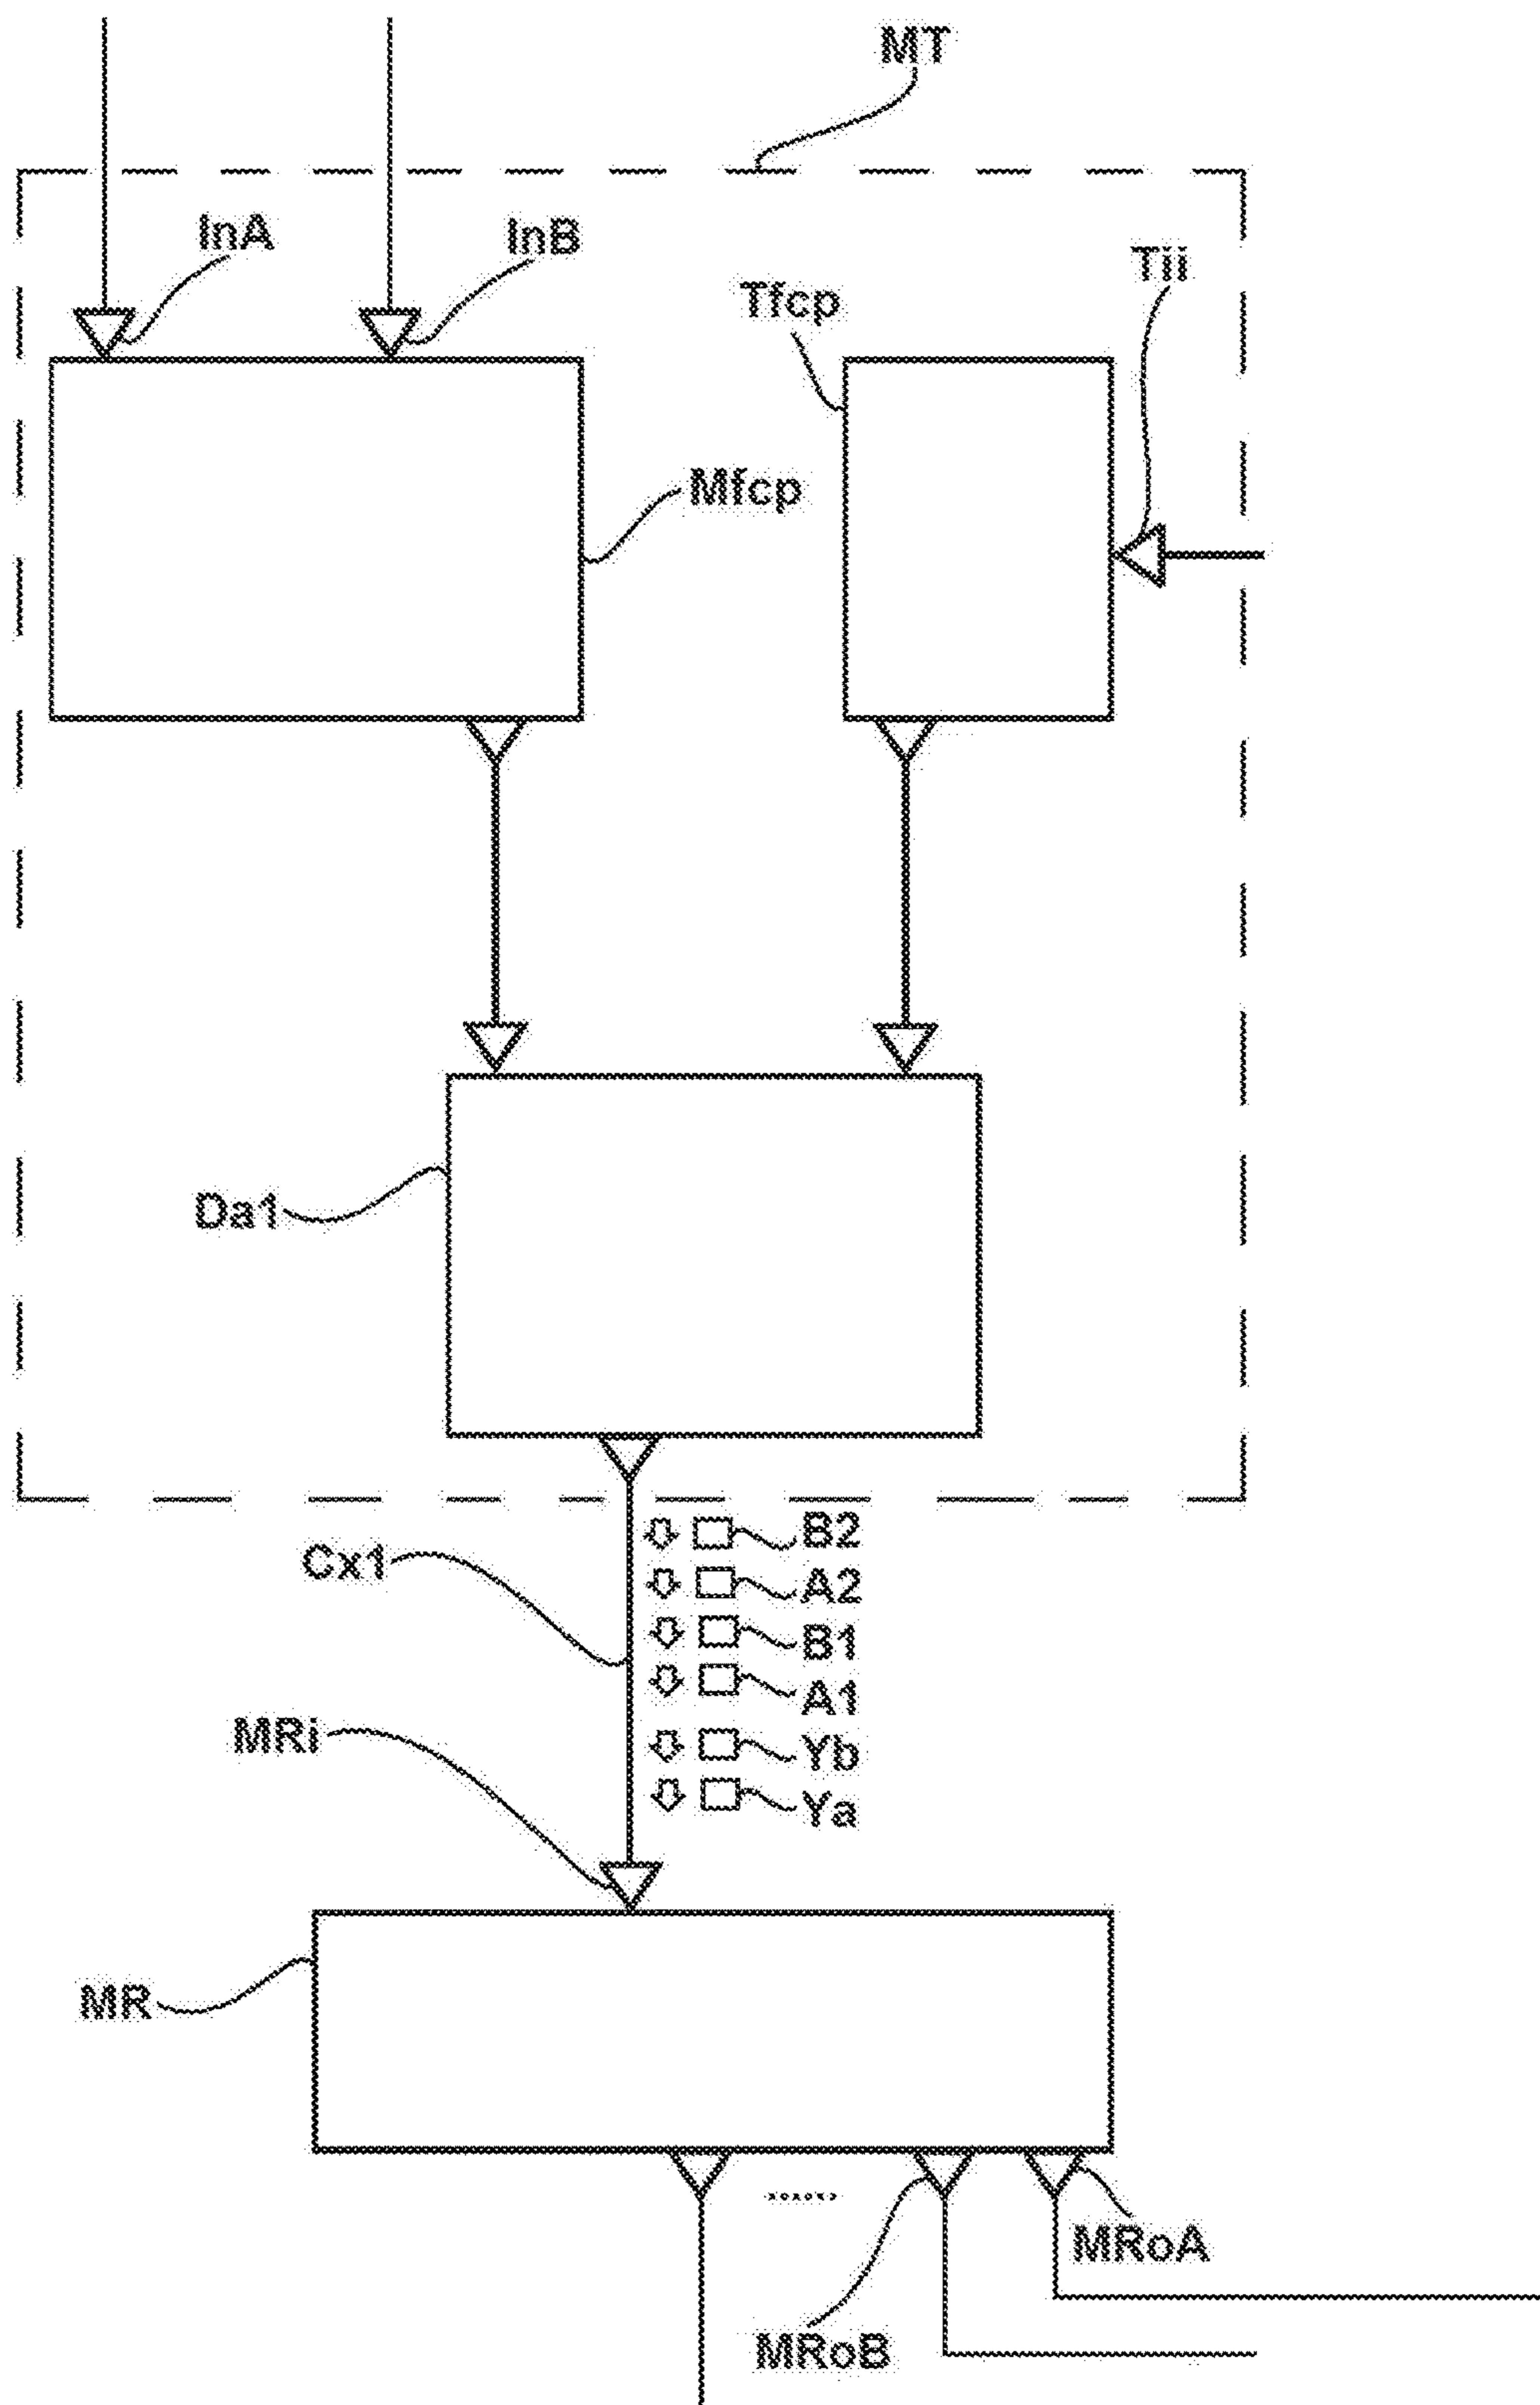 MT
InA
InB
Tii
Tfcp
Mfcp
Da1
B2
Cx1
A2
B1
A1
MRi
Yb
Ya
MR
MRoA
MRoB